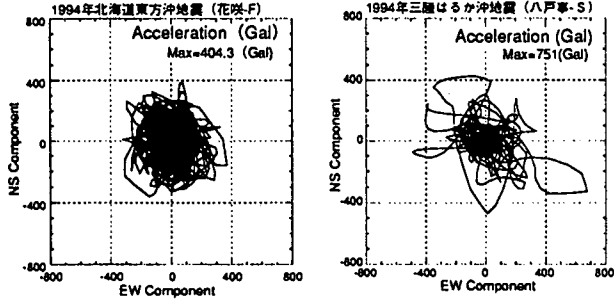 1994年北海道東方沖地震（花咲-F）
Acceleration (Gal)
Max=404.3 (Gal)
800
400
0
-400
-800
NS Component
-800 -400 0 400 800
EW Component
1994年三陸はるか沖地震（八戸事-S）
Acceleration (Gal)
Max=751(Gal)
800
400
0
-400
-800
NS Component
-800 -400 0 400 800
EW Component